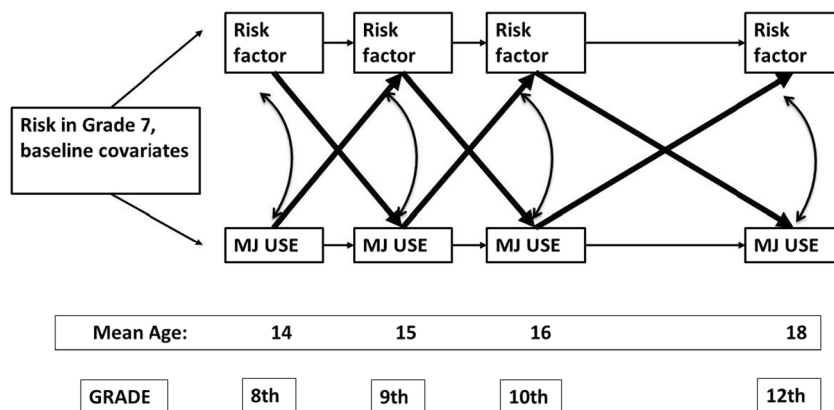 Risk factor
Risk factor
Risk factor
Risk factor
Risk in Grade 7,
baseline covariates
MJ USE
MJ USE
MJ USE
MJ USE
Mean Age: 14 15 16 18
GRADE 8th 9th 10th 12th